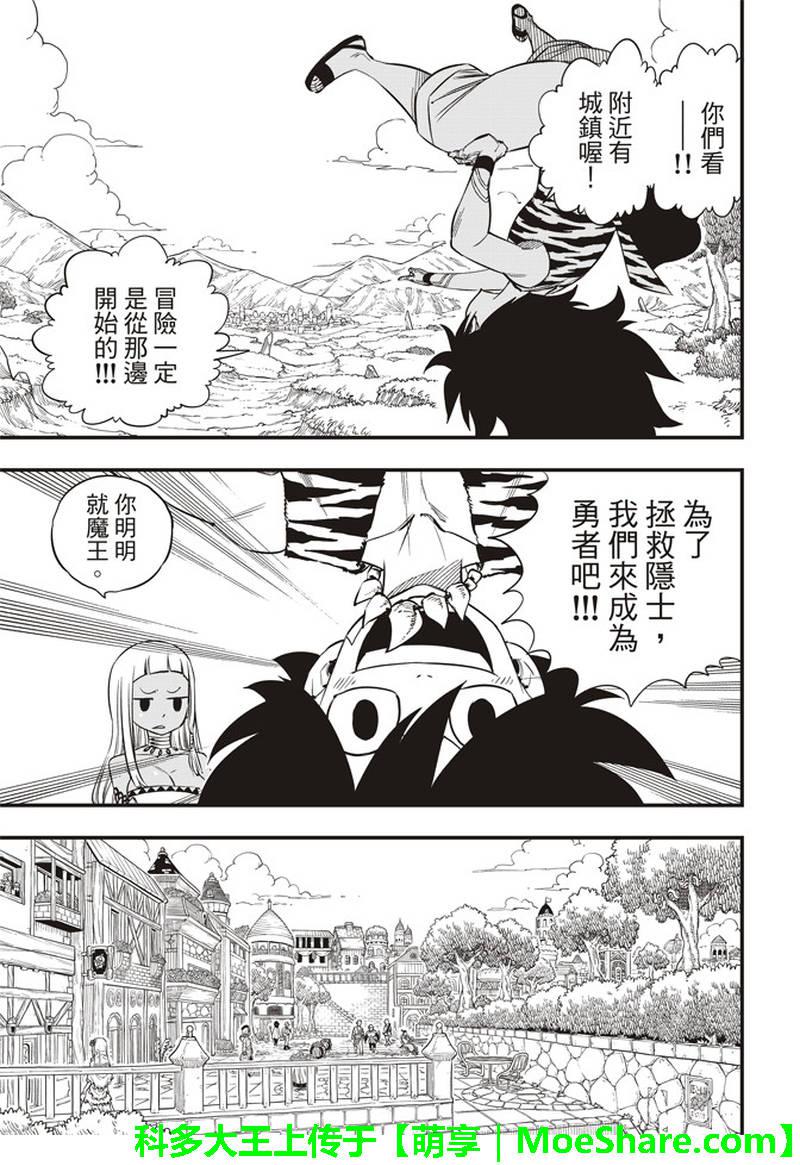 你們看
——!!
附近有
城鎮喔!
冒險一定
是從那邊
開始的!!!
為了
拯救隱士，
我們來成為
勇者吧!!!
你明明
就魔王。
科多大王上传于【萌享】| MoeShare.com】